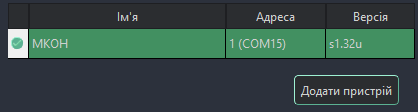 Ім'я Адреса Версія
МКОН 1 (COM15) s1.32u
Додати пристрій